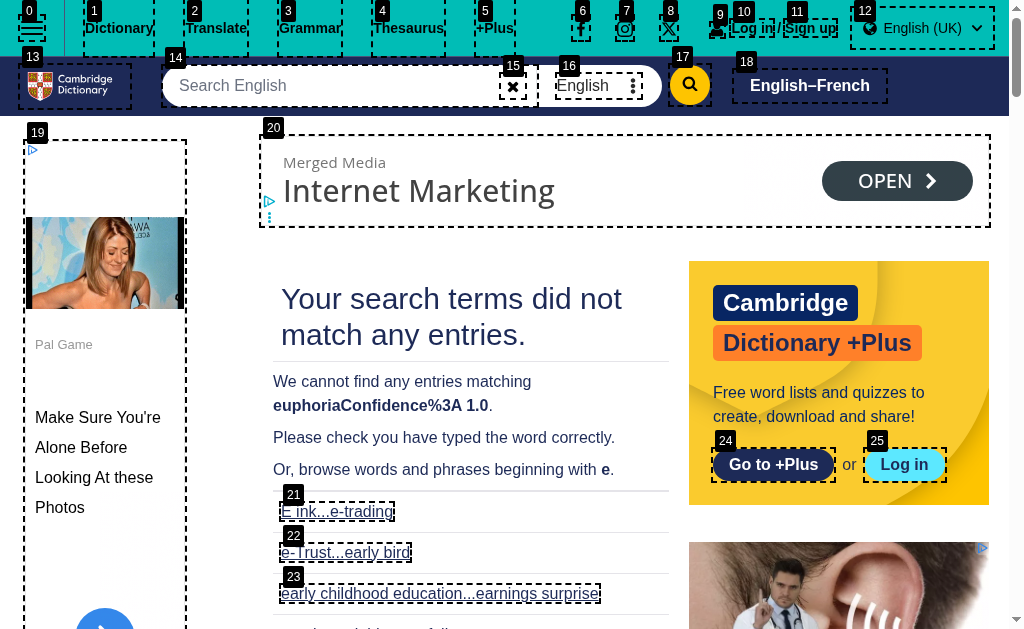 0 1 2 3 4 5 6 7 8 9 10 11 12
Dictionary Translate Grammar Thesaurus +Plus Log in / Sign up English (UK)
13 14 15 16 17 18
Cambridge Dictionary
Search English English English–French
19
20
Merged Media
Internet Marketing
OPEN
Pal Game
Make Sure You're
Alone Before
Looking At these
Photos
Your search terms did not
match any entries.
We cannot find any entries matching
euphoriaConfidence%3A 1.0.
Please check you have typed the word correctly.
Or, browse words and phrases beginning with e.
21
E ink...e-trading
22
e-Trust...early bird
23
early childhood education...earnings surprise
Cambridge
Dictionary +Plus
Free word lists and quizzes to
create, download and share!
24 25
Go to +Plus or Log in